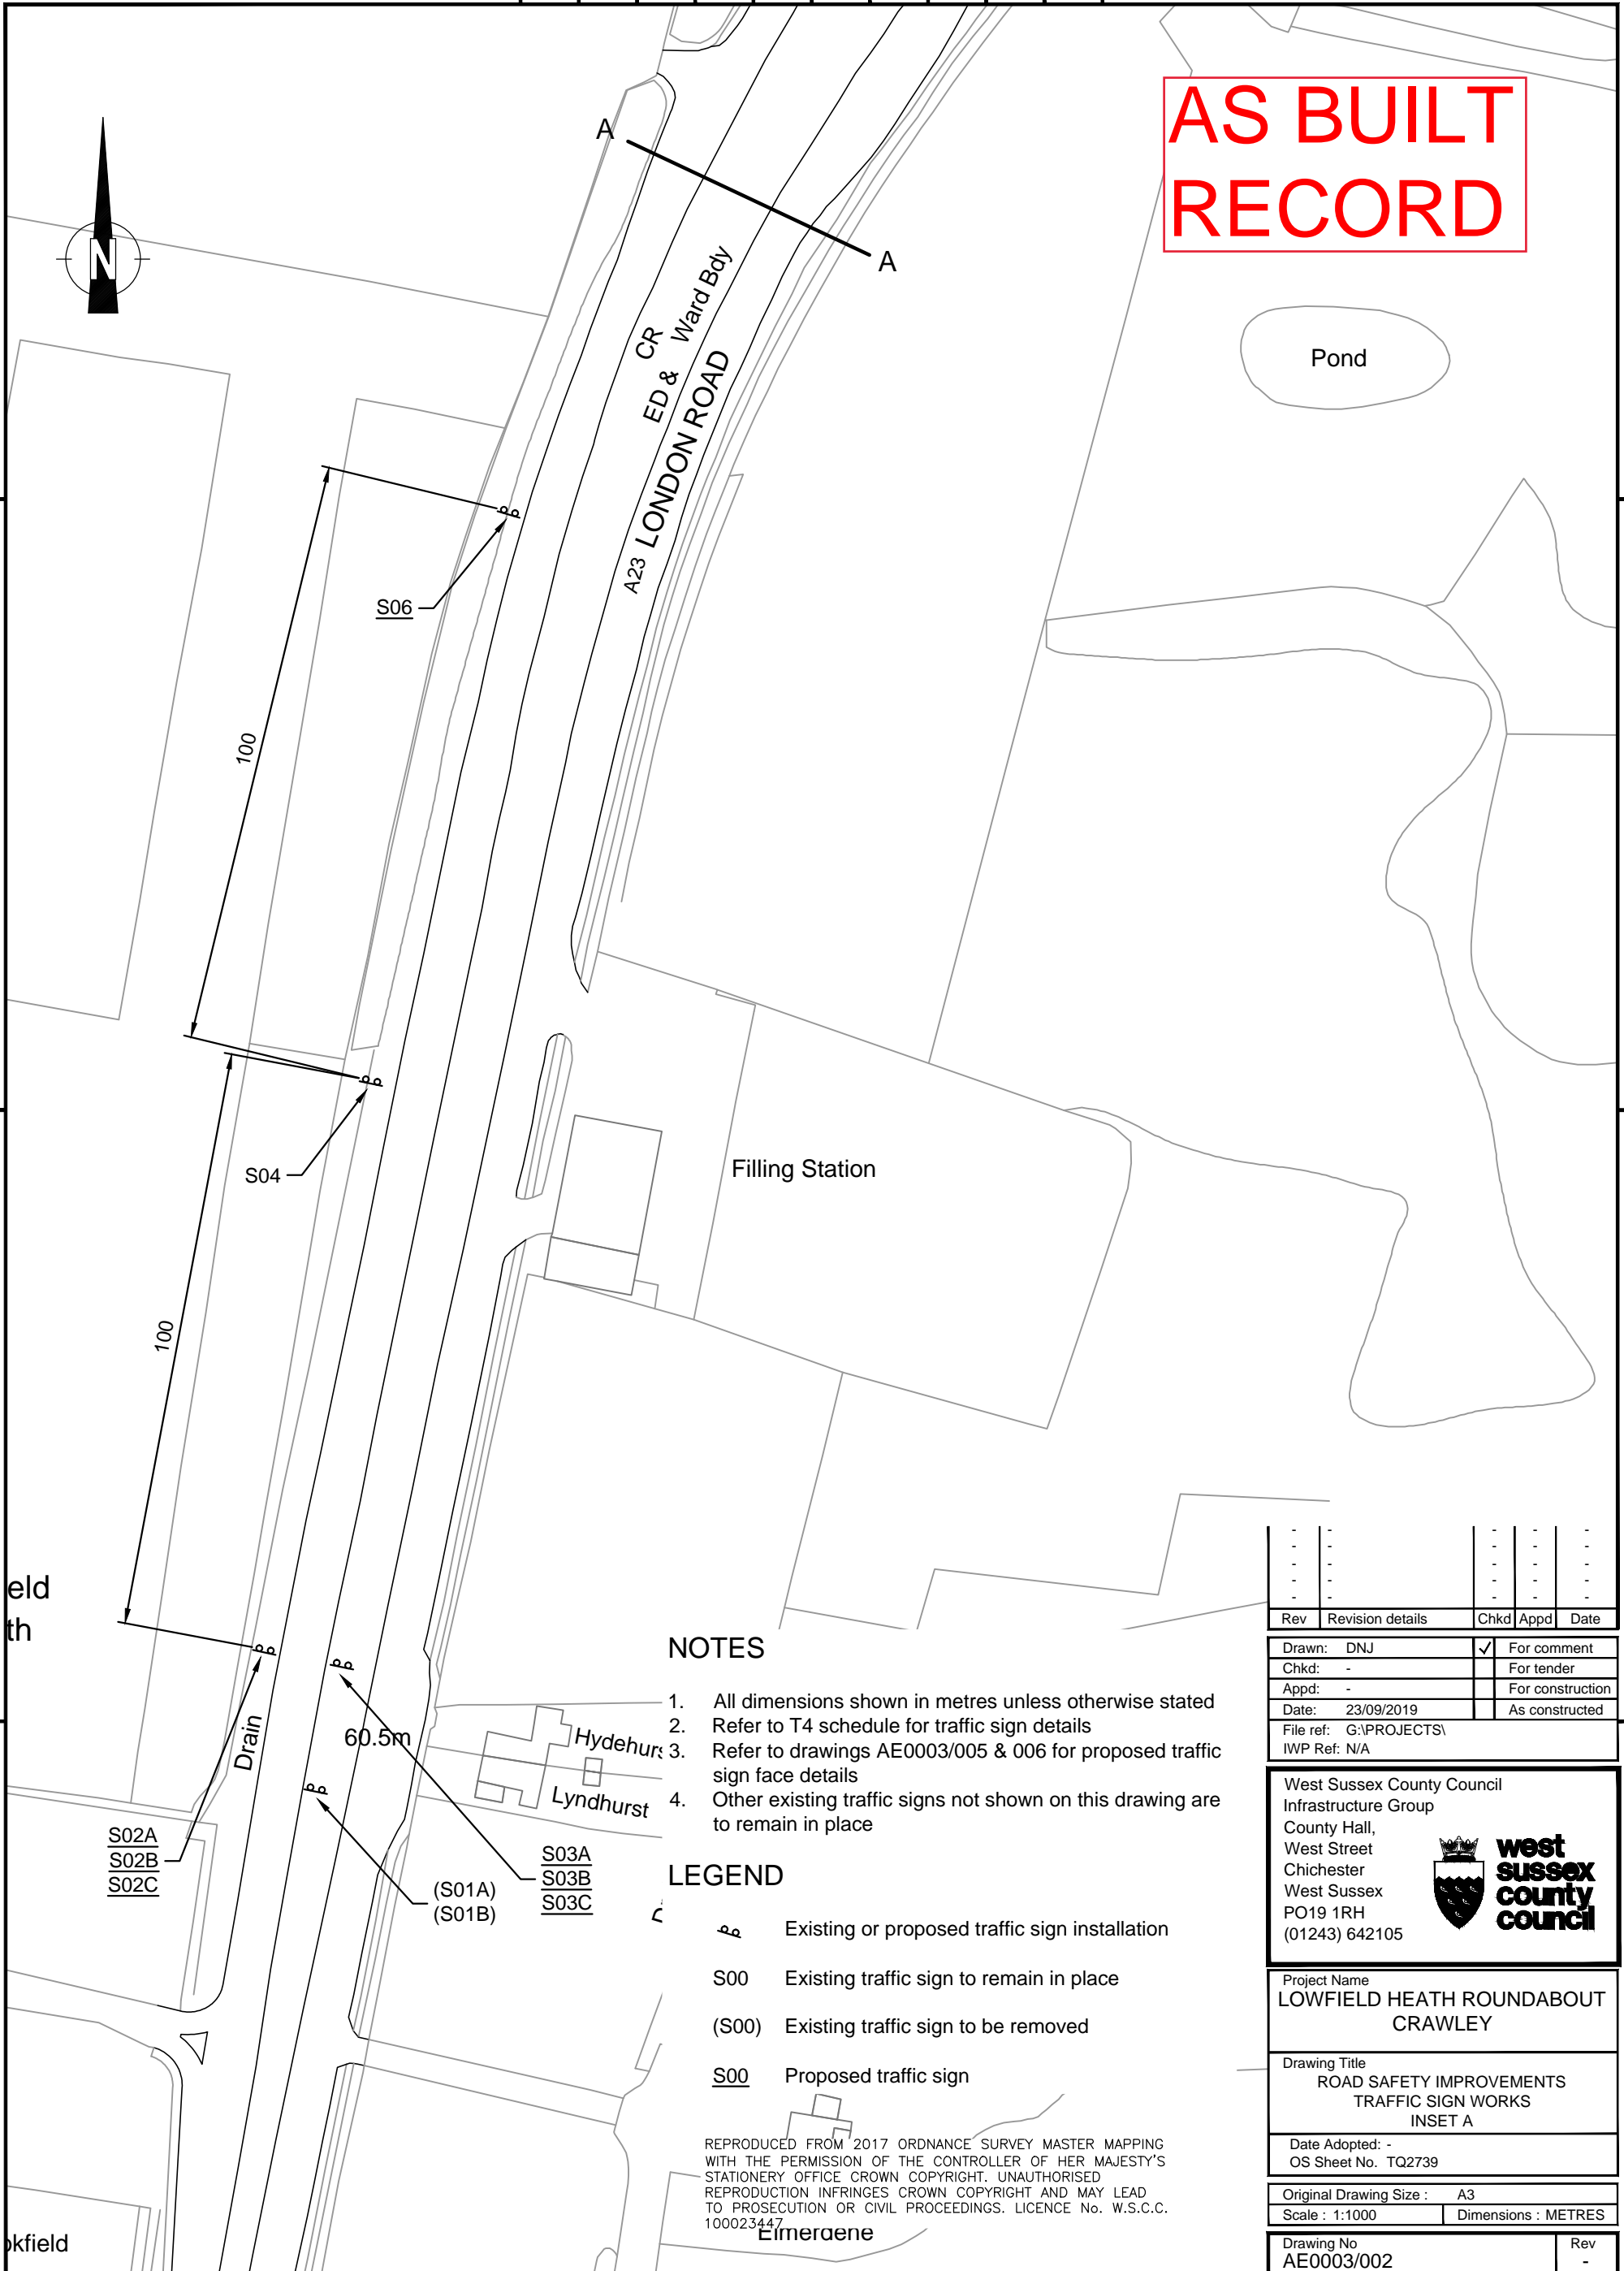 AS BUILT
RECORD
A
A
N
CR
ED & Ward Bdy
A23 LONDON ROAD
Pond
S06
100
S04
Filling Station
100
eld
th
Drain
60.5m
Hydehurs
Lyndhurst
S02A
S02B
S02C
(S01A)
(S01B)
S03A
S03B
S03C
NOTES
1. All dimensions shown in metres unless otherwise stated
2. Refer to T4 schedule for traffic sign details
3. Refer to drawings AE0003/005 & 006 for proposed traffic
sign face details
4. Other existing traffic signs not shown on this drawing are
to remain in place
LEGEND
Existing or proposed traffic sign installation
S00 Existing traffic sign to remain in place
(S00) Existing traffic sign to be removed
S00 Proposed traffic sign
REPRODUCED FROM 2017 ORDNANCE SURVEY MASTER MAPPING
WITH THE PERMISSION OF THE CONTROLLER OF HER MAJESTY'S
STATIONERY OFFICE CROWN COPYRIGHT. UNAUTHORISED
REPRODUCTION INFRINGES CROWN COPYRIGHT AND MAY LEAD
TO PROSECUTION OR CIVIL PROCEEDINGS. LICENCE No. W.S.C.C.
100023447
Elmerdene
okfield
- - - - -
- - - - -
- - - - -
- - - - -
- - - - -
Rev Revision details Chkd Appd Date
Drawn: DNJ ✓ For comment
Chkd: - For tender
Appd: - For construction
Date: 23/09/2019 As constructed
File ref: G:\PROJECTS\
IWP Ref: N/A
West Sussex County Council
Infrastructure Group
County Hall,
West Street
Chichester
West Sussex
PO19 1RH
(01243) 642105
west
sussex
county
council
Project Name
LOWFIELD HEATH ROUNDABOUT
CRAWLEY
Drawing Title
ROAD SAFETY IMPROVEMENTS
TRAFFIC SIGN WORKS
INSET A
Date Adopted: -
OS Sheet No. TQ2739
Original Drawing Size : A3
Scale : 1:1000 Dimensions : METRES
Drawing No Rev
AE0003/002 -